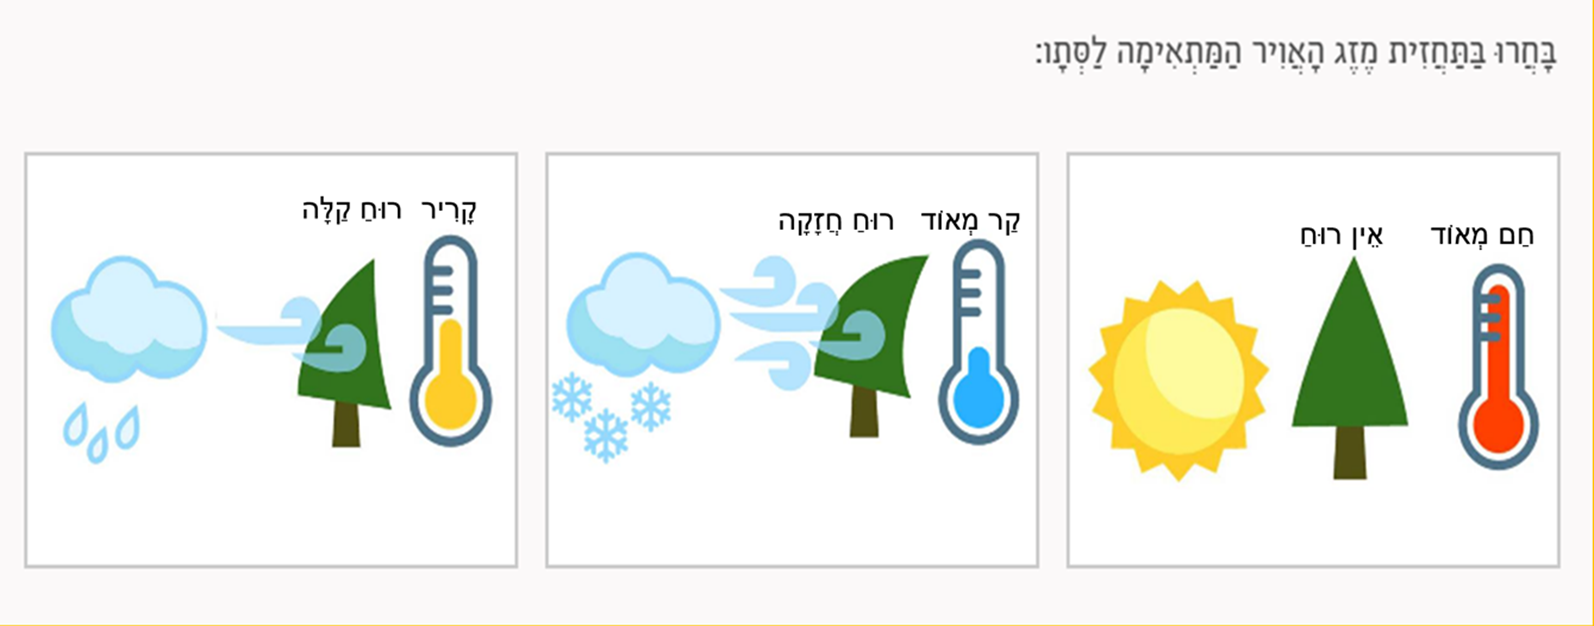 בָּחֲרוּ בַּתַּחֲזִית מֶזֶג הָאֲוִיר הַמַּתְאִימָה לַסְּתָו:
חַם מְאוֹד אֵין רוּחַ
קַר מְאוֹד רוּחַ חֲזָקָה
קָרִיר רוּחַ קַלָּה